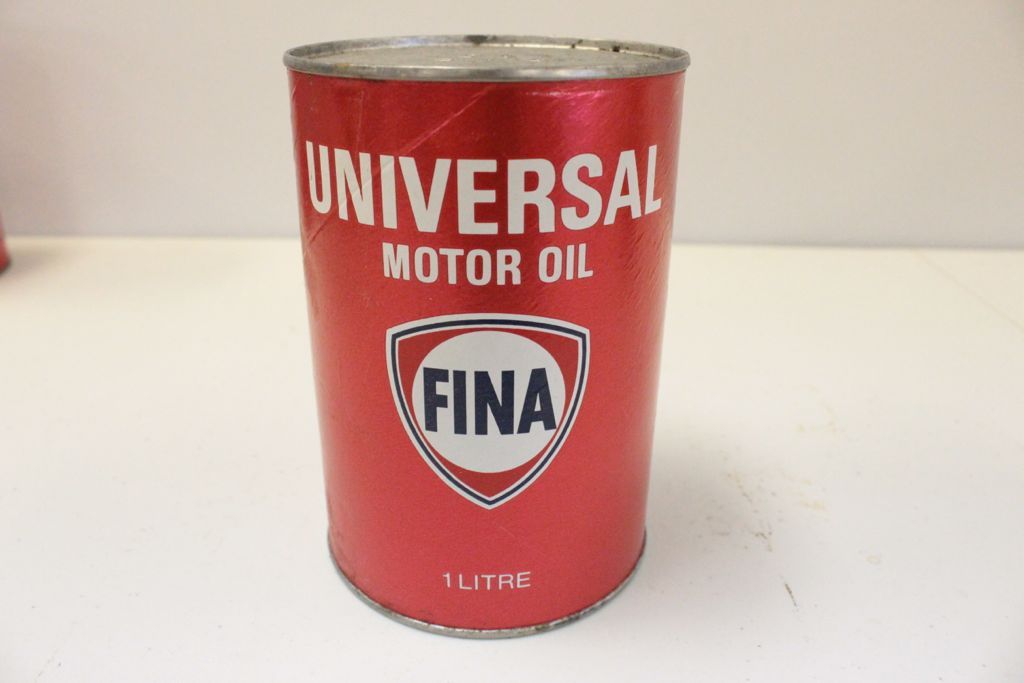 UNIVERSAL
MOTOR OIL
FINA
1 LITRE